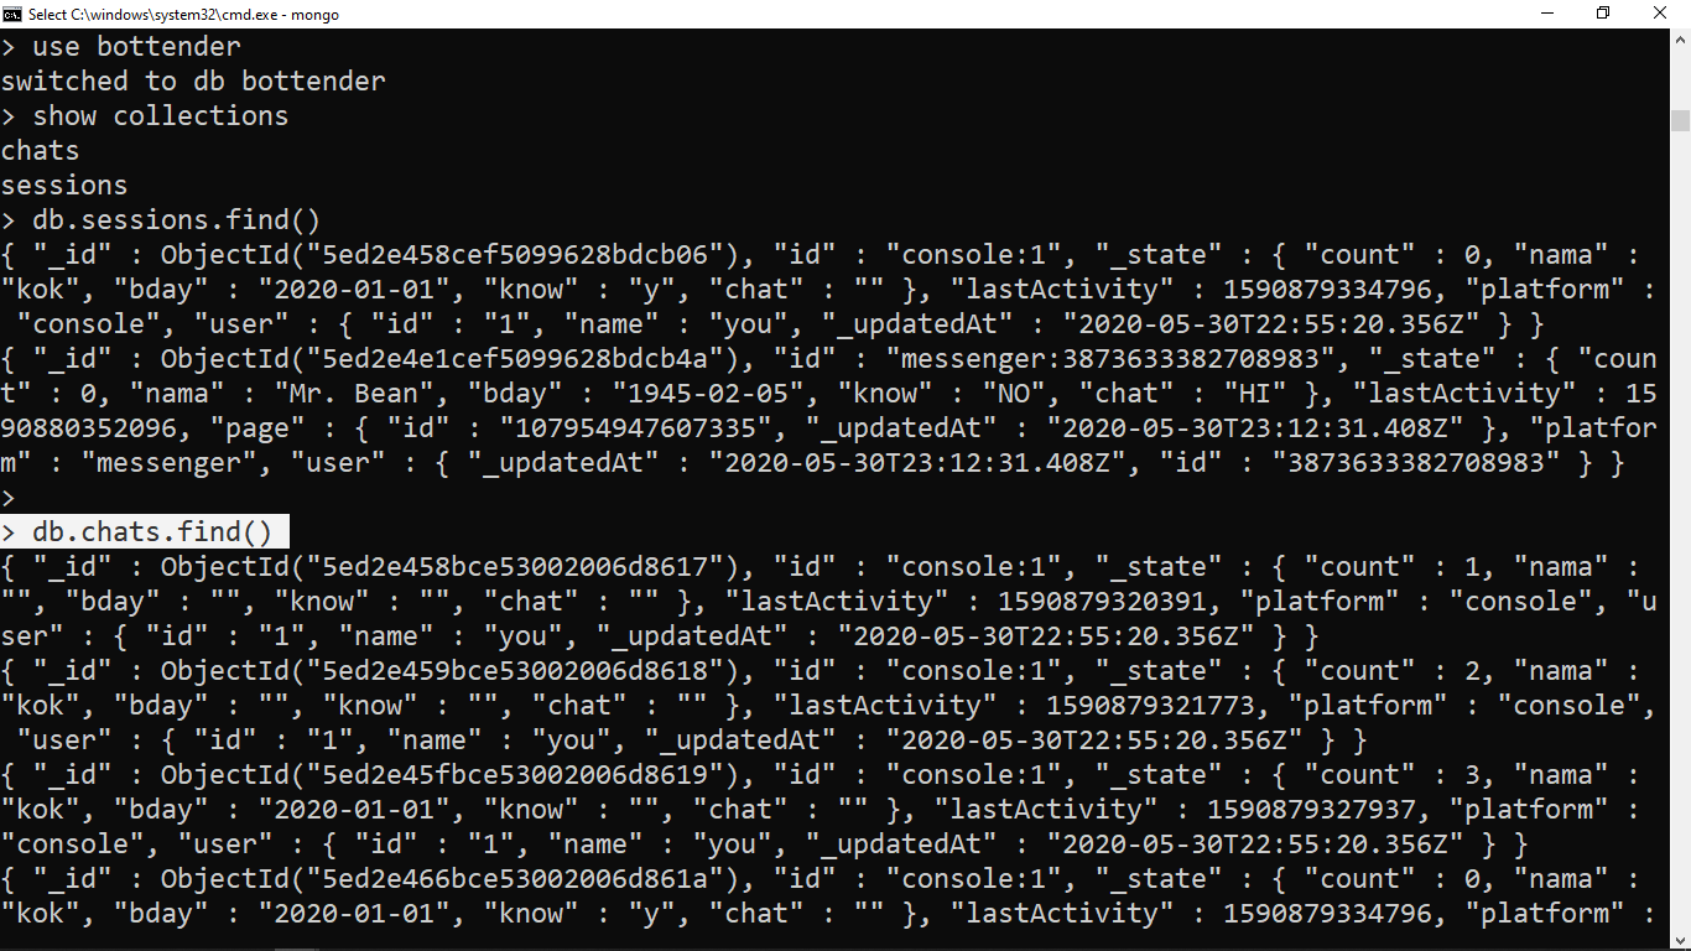 Select C:\windows\system32\cmd.exe - mongo
> use bottender
switched to db bottender
> show collections
chats
sessions
> db.sessions.find()
{ "_id" : ObjectId("5ed2e458cef5099628bdcb06"), "id" : "console:1", "_state" : { "count" : 0, "nama" :
"kok", "bday" : "2020-01-01", "know" : "y", "chat" : "" }, "lastActivity" : 1590879334796, "platform" :
 "console", "user" : { "id" : "1", "name" : "you", "_updatedAt" : "2020-05-30T22:55:20.356Z" } }
{ "_id" : ObjectId("5ed2e4e1cef5099628bdcb4a"), "id" : "messenger:3873633382708983", "_state" : { "coun
t" : 0, "nama" : "Mr. Bean", "bday" : "1945-02-05", "know" : "NO", "chat" : "HI" }, "lastActivity" : 15
90880352096, "page" : { "id" : "107954947607335", "_updatedAt" : "2020-05-30T23:12:31.408Z" }, "platfor
m" : "messenger", "user" : { "_updatedAt" : "2020-05-30T23:12:31.408Z", "id" : "3873633382708983" } }
>
> db.chats.find()
{ "_id" : ObjectId("5ed2e458bce53002006d8617"), "id" : "console:1", "_state" : { "count" : 1, "nama" :
"", "bday" : "", "know" : "", "chat" : "" }, "lastActivity" : 1590879320391, "platform" : "console", "u
ser" : { "id" : "1", "name" : "you", "_updatedAt" : "2020-05-30T22:55:20.356Z" } }
{ "_id" : ObjectId("5ed2e459bce53002006d8618"), "id" : "console:1", "_state" : { "count" : 2, "nama" :
"kok", "bday" : "", "know" : "", "chat" : "" }, "lastActivity" : 1590879321773, "platform" : "console",
 "user" : { "id" : "1", "name" : "you", "_updatedAt" : "2020-05-30T22:55:20.356Z" } }
{ "_id" : ObjectId("5ed2e45fbce53002006d8619"), "id" : "console:1", "_state" : { "count" : 3, "nama" :
"kok", "bday" : "2020-01-01", "know" : "", "chat" : "" }, "lastActivity" : 1590879327937, "platform" :
"console", "user" : { "id" : "1", "name" : "you", "_updatedAt" : "2020-05-30T22:55:20.356Z" } }
{ "_id" : ObjectId("5ed2e466bce53002006d861a"), "id" : "console:1", "_state" : { "count" : 0, "nama" :
"kok", "bday" : "2020-01-01", "know" : "y", "chat" : "" }, "lastActivity" : 1590879334796, "platform" :